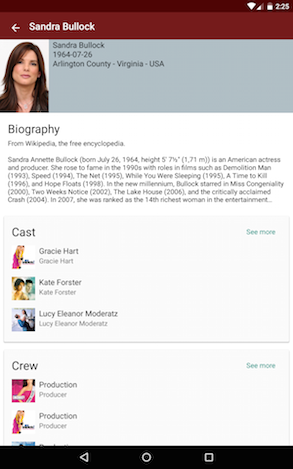 2:25
Sandra Bullock
Sandra Bullock
1964-07-26
Arlington County - Virginia - USA
Biography
From Wikipedia, the free encyclopedia.
Sandra Annette Bullock (born July 26, 1964, height 5' 7½" (1,71 m)) is an American actress
and producer. She rose to fame in the 1990s with roles in films such as Demolition Man
(1993), Speed (1994), The Net (1995), While You Were Sleeping (1995), A Time to Kill
(1996), and Hope Floats (1998). In the new millennium, Bullock starred in Miss Congeniality
(2000), Two Weeks Notice (2002), The Lake House (2006), and the critically acclaimed
Crash (2004). In 2007, she was ranked as the 14th richest woman in the entertainment...
Cast
See more
Gracie Hart
Gracie Hart
Kate Forster
Kate Forster
Lucy Eleanor Moderatz
Lucy Eleanor Moderatz
Crew
See more
Production
Producer
Production
Producer